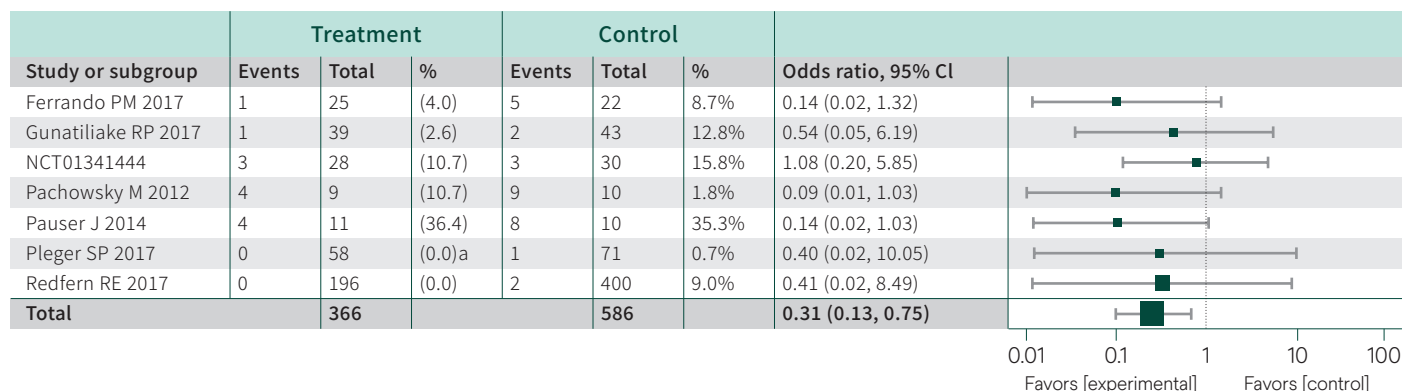 Treatment Control
Study or subgroup Events Total % Events Total % Odds ratio, 95% Cl
Ferrando PM 2017 1 25 (4.0) 5 22 8.7% 0.14 (0.02, 1.32)
Gunatiliake RP 2017 1 39 (2.6) 2 43 12.8% 0.54 (0.05, 6.19)
NCT01341444 3 28 (10.7) 3 30 15.8% 1.08 (0.20, 5.85)
Pachowsky M 2012 4 9 (10.7) 9 10 1.8% 0.09 (0.01, 1.03)
Pauser J 2014 4 11 (36.4) 8 10 35.3% 0.14 (0.02, 1.03)
Pleger SP 2017 0 58 (0.0)a 1 71 0.7% 0.40 (0.02, 10.05)
Redfern RE 2017 0 196 (0.0) 2 400 9.0% 0.41 (0.02, 8.49)
Total 366 586 0.31 (0.13, 0.75)
0.01 0.1 1 10 100
Favors [experimental] Favors [control]